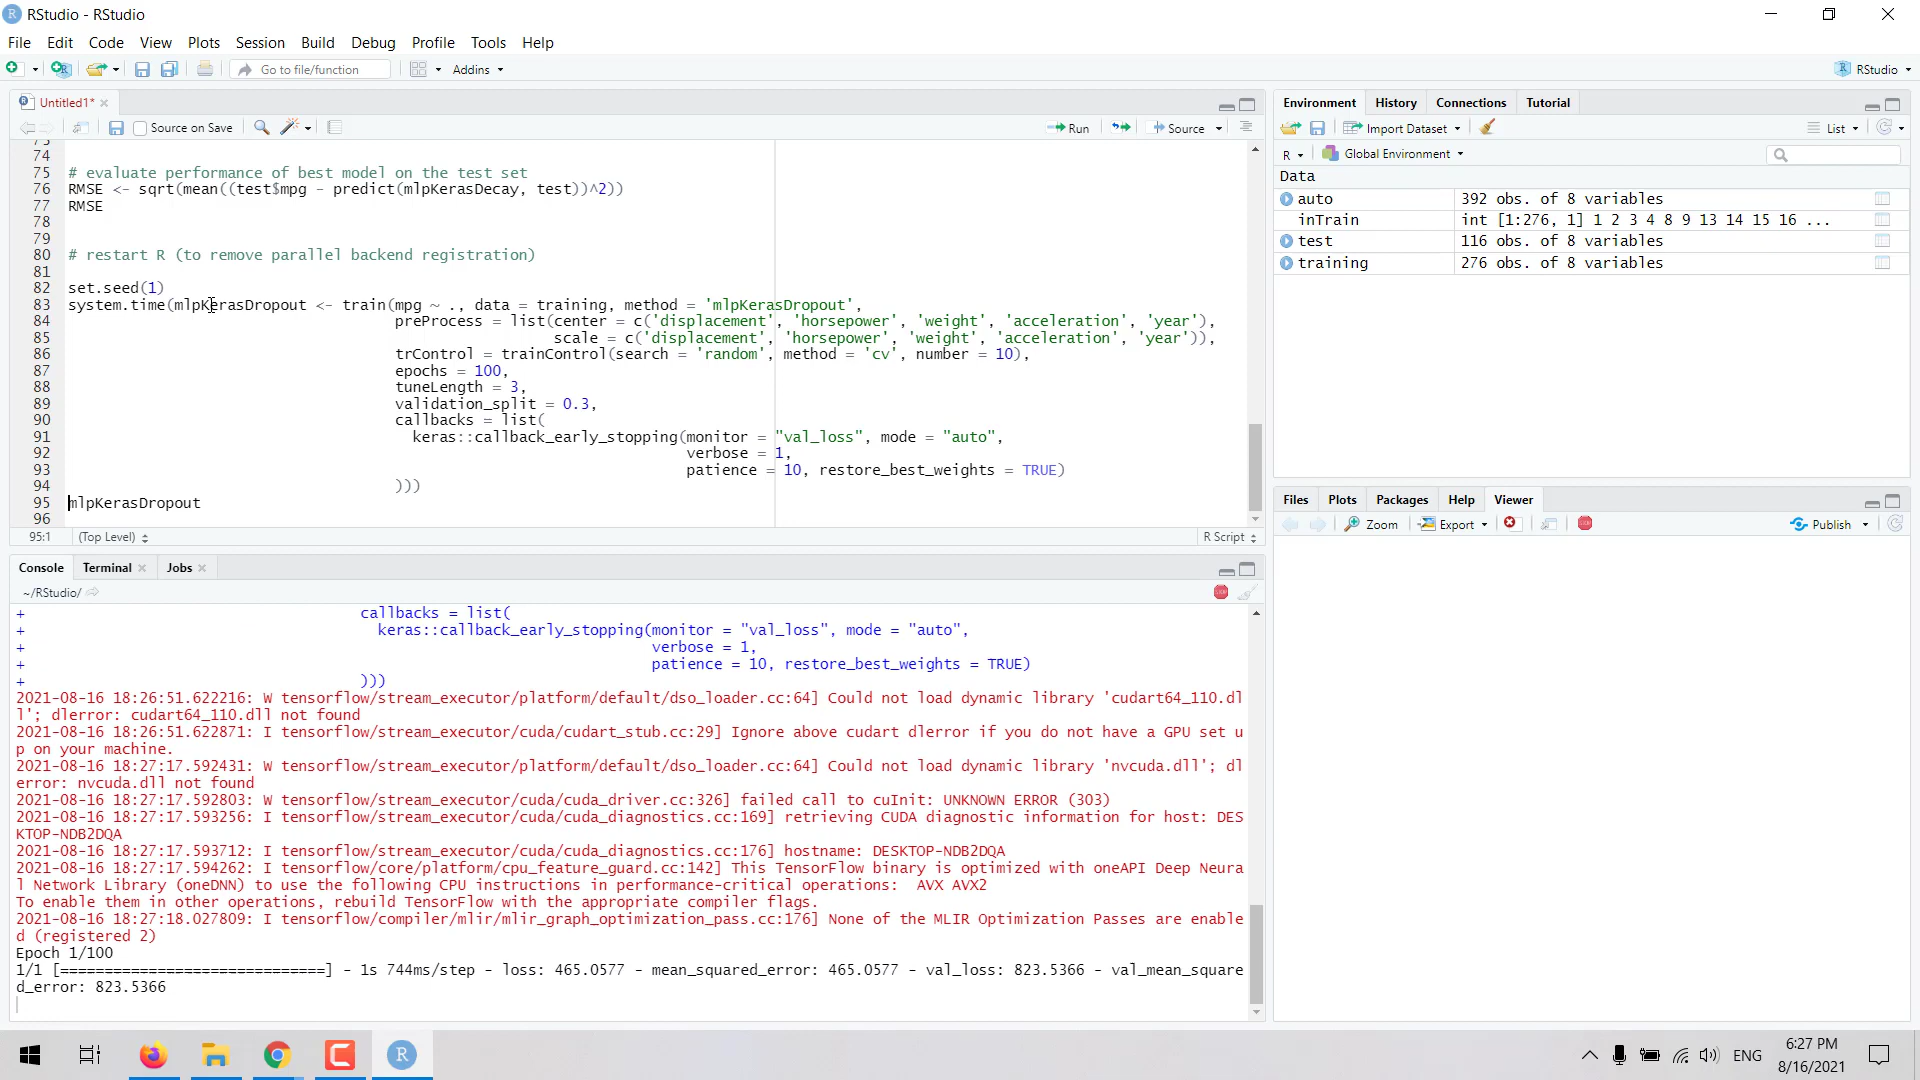 RStudio - RStudio
File Edit Code View Plots Session Build Debug Profile Tools Help
Go to file/function Addins RStudio
Untitled1*
Source on Save Run Source
74
75 # evaluate performance of best model on the test set
76 RMSE <- sqrt(mean((test$mpg - predict(mlpKerasDecay, test))^2))
77 RMSE
78
79
80 # restart R (to remove parallel backend registration)
81
82 set.seed(1)
83 system.time(mlpKerasDropout <- train(mpg ~ ., data = training, method = 'mlpKerasDropout',
84 preProcess = list(center = c('displacement', 'horsepower', 'weight', 'acceleration', 'year'),
85 scale = c('displacement', 'horsepower', 'weight', 'acceleration', 'year')),
86 trControl = trainControl(search = 'random', method = 'cv', number = 10),
87 epochs = 100,
88 tuneLength = 3,
89 validation_split = 0.3,
90 callbacks = list(
91 keras::callback_early_stopping(monitor = "val_loss", mode = "auto",
92 verbose = 1,
93 patience = 10, restore_best_weights = TRUE)
94 )))
95 mlpKerasDropout
96
95:1 (Top Level) R Script
Console Terminal Jobs
~/RStudio/
+ callbacks = list(
+ keras::callback_early_stopping(monitor = "val_loss", mode = "auto",
+ verbose = 1,
+ patience = 10, restore_best_weights = TRUE)
+ )))
2021-08-16 18:26:51.622216: W tensorflow/stream_executor/platform/default/dso_loader.cc:64] Could not load dynamic library 'cudart64_110.dl
l'; dlerror: cudart64_110.dll not found
2021-08-16 18:26:51.622871: I tensorflow/stream_executor/cuda/cudart_stub.cc:29] Ignore above cudart dlerror if you do not have a GPU set u
p on your machine.
2021-08-16 18:27:17.592431: W tensorflow/stream_executor/platform/default/dso_loader.cc:64] Could not load dynamic library 'nvcuda.dll'; dl
error: nvcuda.dll not found
2021-08-16 18:27:17.592803: W tensorflow/stream_executor/cuda/cuda_driver.cc:326] failed call to cuInit: UNKNOWN ERROR (303)
2021-08-16 18:27:17.593256: I tensorflow/stream_executor/cuda/cuda_diagnostics.cc:169] retrieving CUDA diagnostic information for host: DES
KTOP-NDB2DQA
2021-08-16 18:27:17.593712: I tensorflow/stream_executor/cuda/cuda_diagnostics.cc:176] hostname: DESKTOP-NDB2DQA
2021-08-16 18:27:17.594262: I tensorflow/core/platform/cpu_feature_guard.cc:142] This TensorFlow binary is optimized with oneAPI Deep Neura
l Network Library (oneDNN) to use the following CPU instructions in performance-critical operations:  AVX AVX2
To enable them in other operations, rebuild TensorFlow with the appropriate compiler flags.
2021-08-16 18:27:18.027809: I tensorflow/compiler/mlir/mlir_graph_optimization_pass.cc:176] None of the MLIR Optimization Passes are enable
d (registered 2)
Epoch 1/100
1/1 [==============================] - 1s 744ms/step - loss: 465.0577 - mean_squared_error: 465.0577 - val_loss: 823.5366 - val_mean_square
d_error: 823.5366
Environment History Connections Tutorial
Import Dataset List
R Global Environment
Data
auto 392 obs. of 8 variables
inTrain int [1:276, 1] 1 2 3 4 8 9 13 14 15 16 ...
test 116 obs. of 8 variables
training 276 obs. of 8 variables
Files Plots Packages Help Viewer
Zoom Export Publish
ENG
6:27 PM
8/16/2021